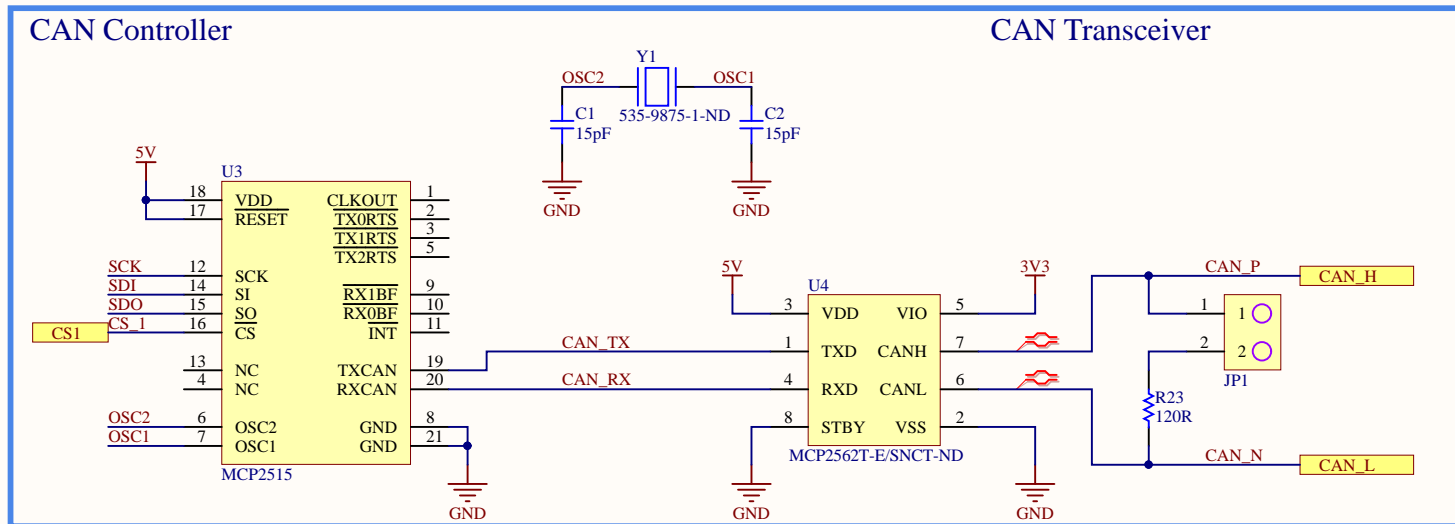 CAN Controller
CAN Transceiver
Y1
OSC2
OSC1
535-9875-1-ND
C1
15pF
C2
15pF
GND
GND
5V
U3
18
VDD
CLKOUT
1
17
RESET
TX0RTS
2
TX1RTS
3
TX2RTS
5
SCK
12
SCK
SDI
14
SI
RX1BF
9
SDO
15
SO
RX0BF
10
CS1
CS_1
16
CS
INT
11
13
NC
TXCAN
19
CAN_TX
4
NC
RXCAN
20
CAN_RX
OSC2
6
OSC2
GND
8
OSC1
7
OSC1
GND
21
MCP2515
GND
5V
3V3
U4
3
VDD
VIO
5
1
TXD
CANH
7
4
RXD
CANL
6
8
STBY
VSS
2
MCP2562T-E/SNCT-ND
GND
GND
CAN_P
CAN_H
1
1
2
2
JP1
R23
120R
CAN_N
CAN_L